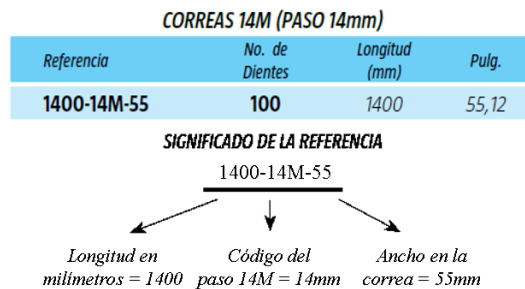 CORREAS 14M (PASO 14mm)
Referencia No. de Dientes Longitud (mm) Pulg.
1400-14M-55 100 1400 55,12
SIGNIFICADO DE LA REFERENCIA
1400-14M-55
Longitud en milímetros = 1400
Código del paso 14M = 14mm
Ancho en la correa = 55mm